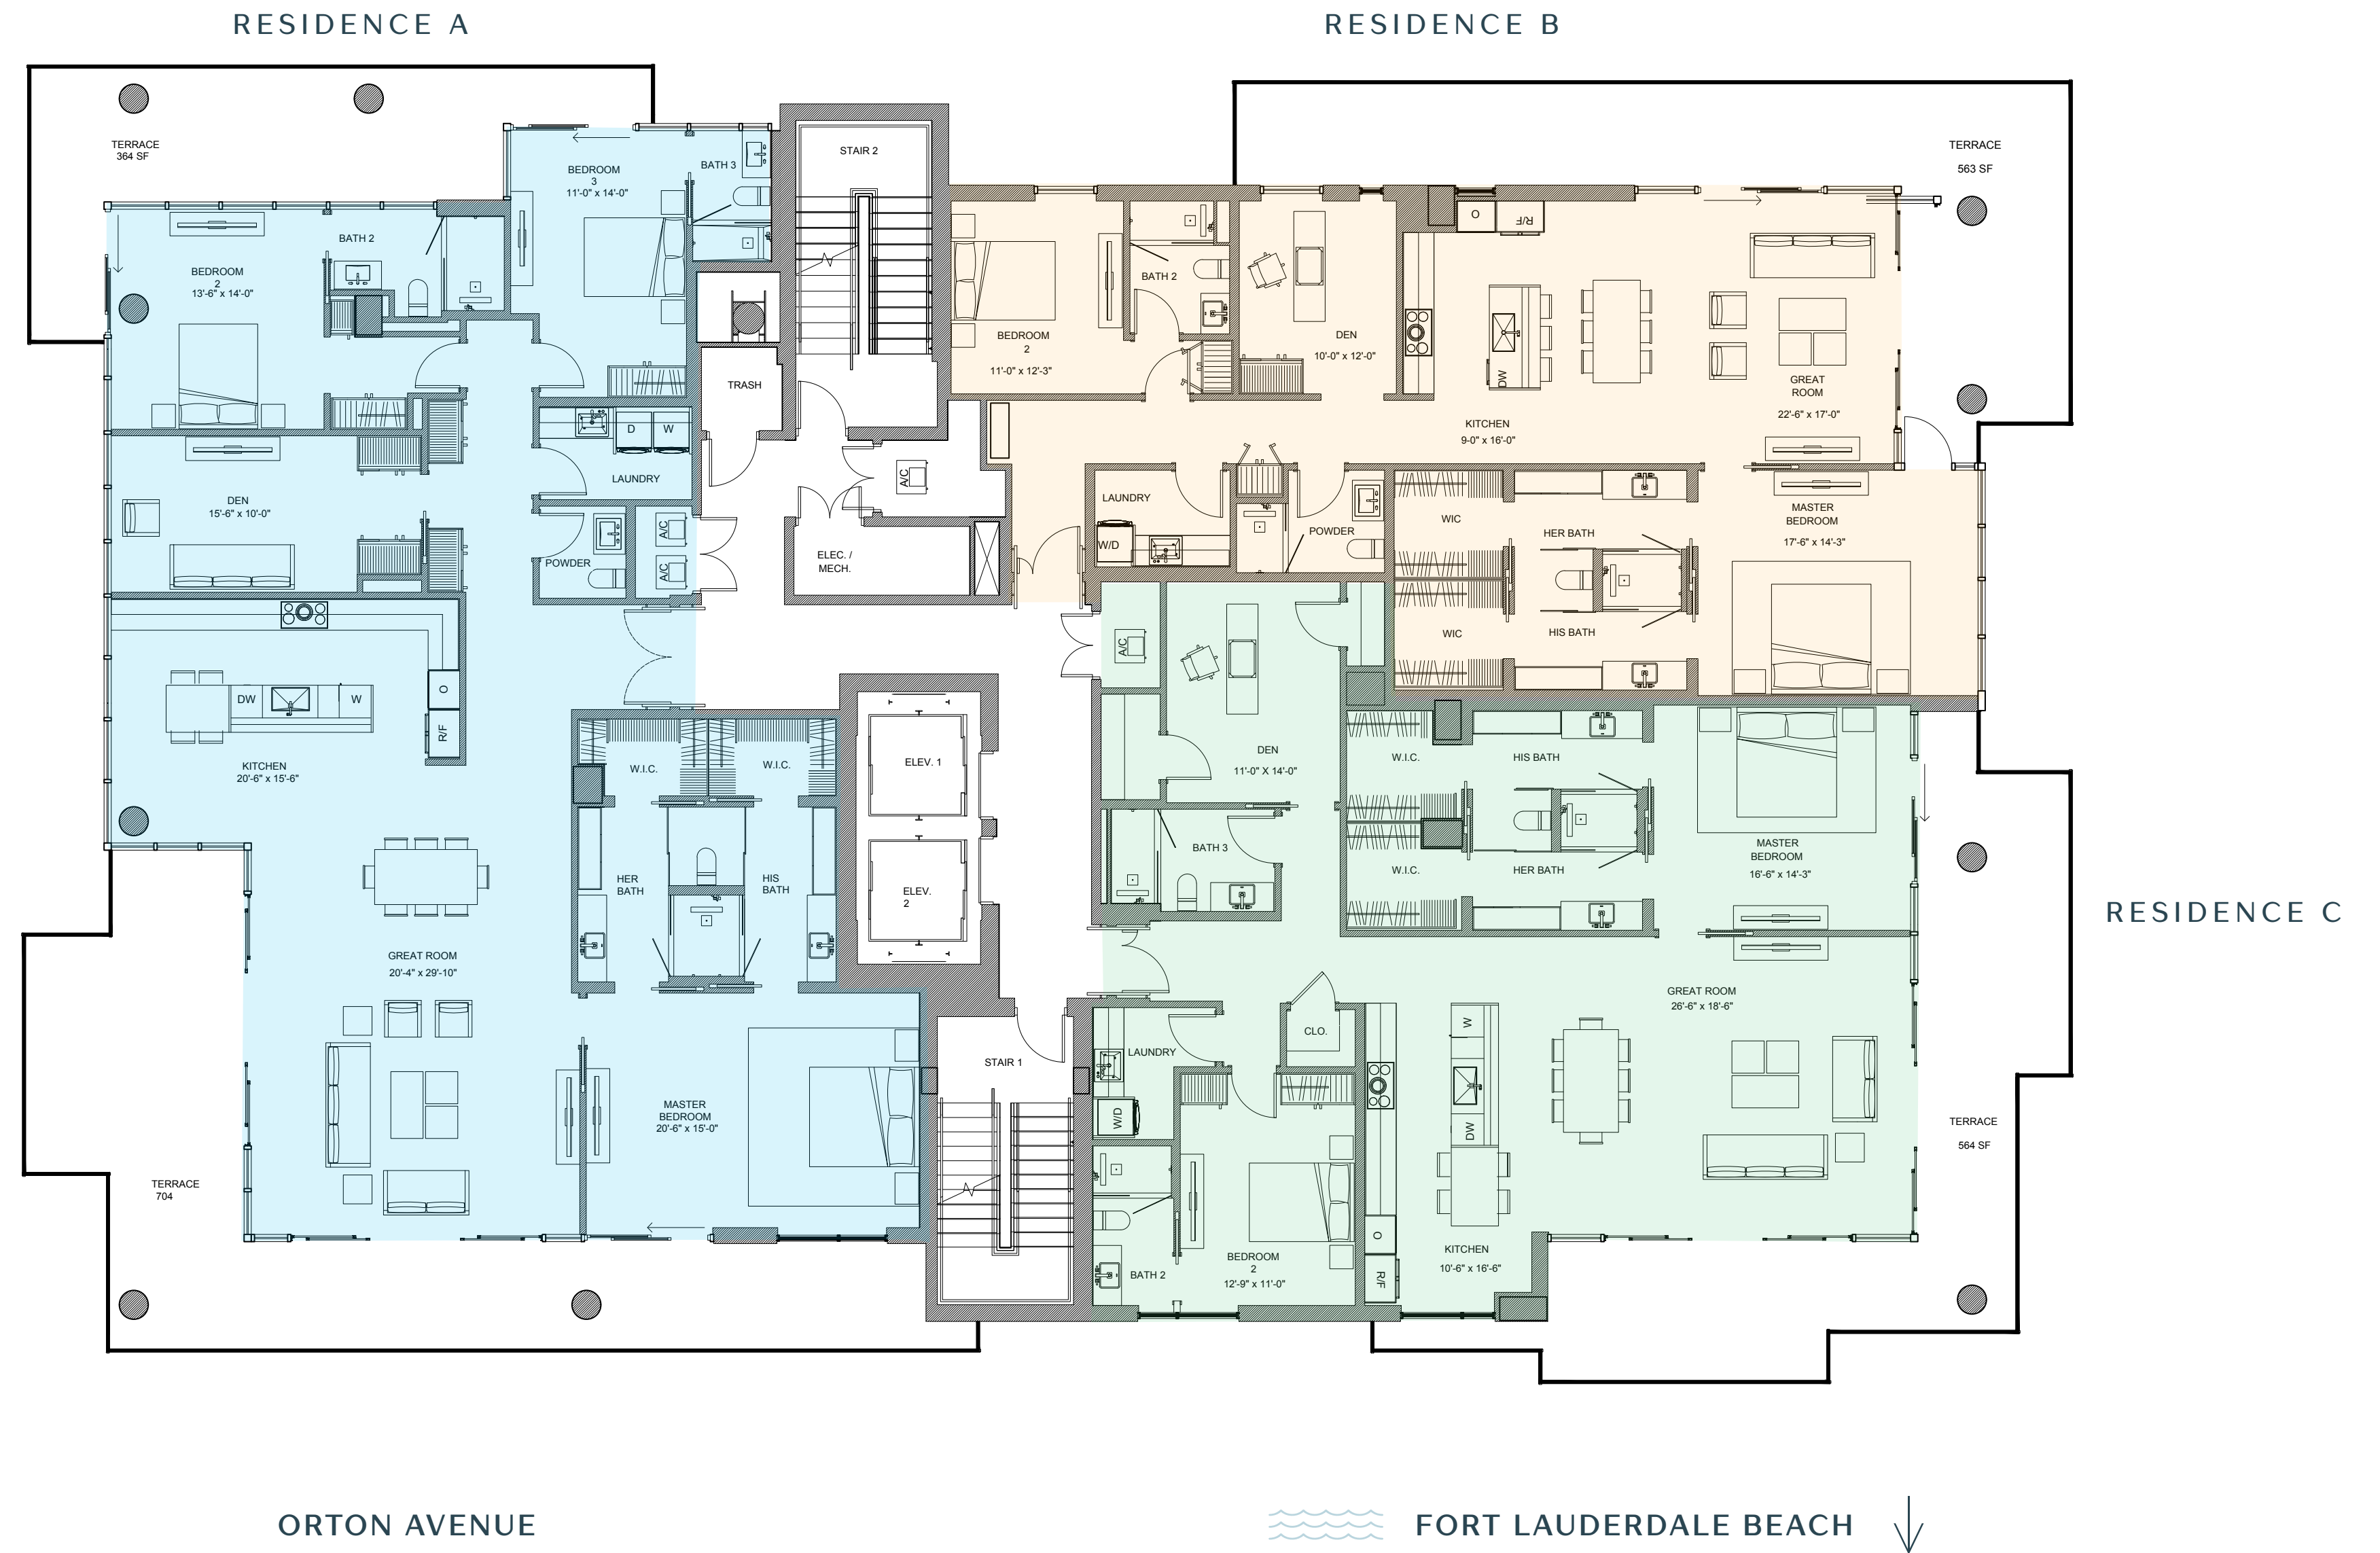 RESIDENCE A
RESIDENCE B
TERRACE
364 SF
BEDROOM
3
11'-0" x 14'-0"
BATH 3
STAIR 2
TERRACE
563 SF
BATH 2
BEDROOM
2
13'-6" x 14'-0"
TRASH
D
W
LAUNDRY
DEN
15'-6" x 10'-0"
POWDER
A/C
A/C
A/C
ELEC. /
MECH.
BEDROOM
2
11'-0" x 12'-3"
BATH 2
DEN
10'-0" x 12'-0"
O
R/F
DW
KITCHEN
9-0" x 16'-0"
GREAT
ROOM
22'-6" x 17'-0"
LAUNDRY
W/D
POWDER
WIC
HER BATH
MASTER
BEDROOM
17'-6" x 14'-3"
WIC
HIS BATH
DW
W
O
R/F
KITCHEN
20'-6" x 15'-6"
W.I.C.
W.I.C.
ELEV. 1
HER
BATH
HIS
BATH
ELEV.
2
GREAT ROOM
20'-4" x 29'-10"
MASTER
BEDROOM
20'-6" x 15'-0"
TERRACE
704
STAIR 1
A/C
DEN
11'-0" X 14'-0"
W.I.C.
HIS BATH
BATH 3
W.I.C.
HER BATH
MASTER
BEDROOM
16'-6" x 14'-3"
RESIDENCE C
GREAT ROOM
26'-6" x 18'-6"
CLO.
W
LAUNDRY
W/D
DW
TERRACE
564 SF
BEDROOM
2
12'-9" x 11'-0"
BATH 2
O
R/F
KITCHEN
10'-6" x 16'-6"
ORTON AVENUE
FORT LAUDERDALE BEACH